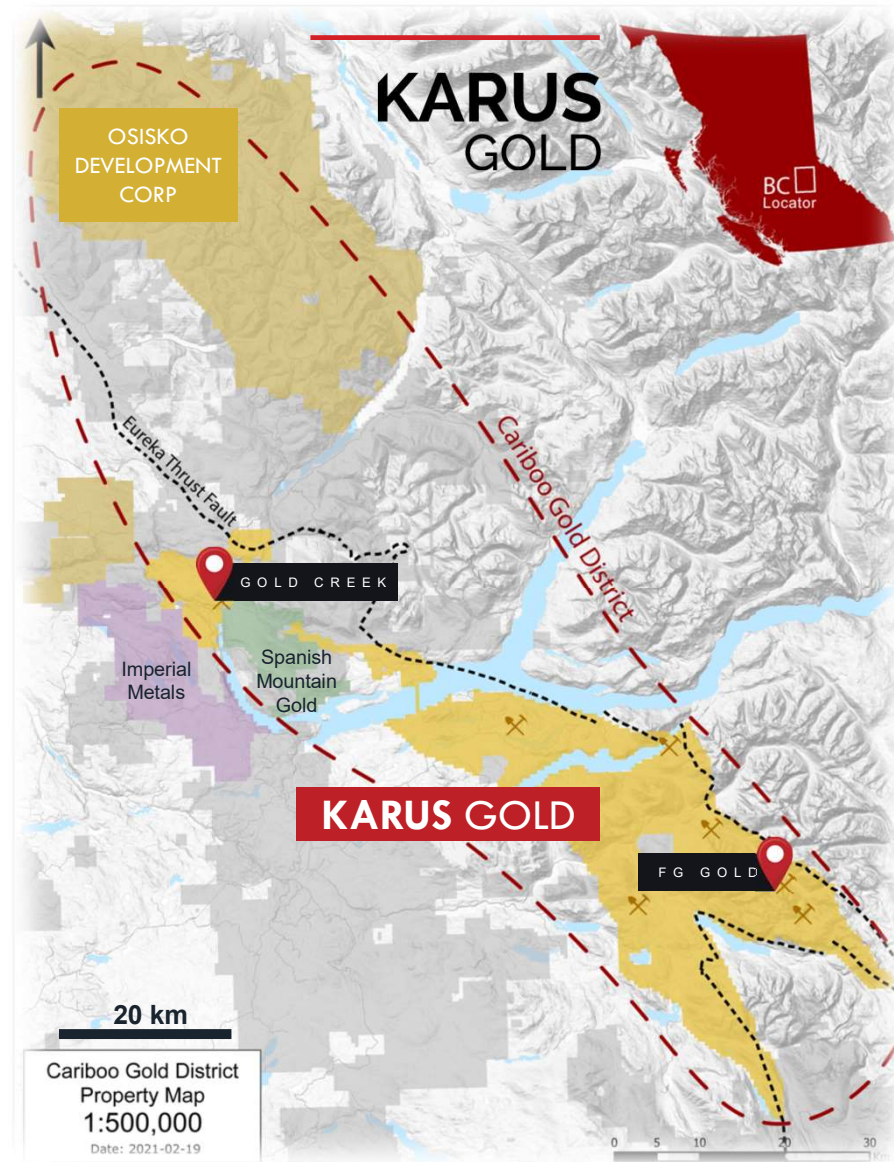 KARUS
GOLD
OSISKO
DEVELOPMENT
CORP
BC
Locator
Cariboo Gold District
Eureka Thrust Fault
GOLD CREEK
Imperial
Metals
Spanish
Mountain
Gold
KARUS GOLD
FG GOLD
20 km
Cariboo Gold District
Property Map
1:500,000
Date: 2021-02-19
0 5 10 20 30
Km